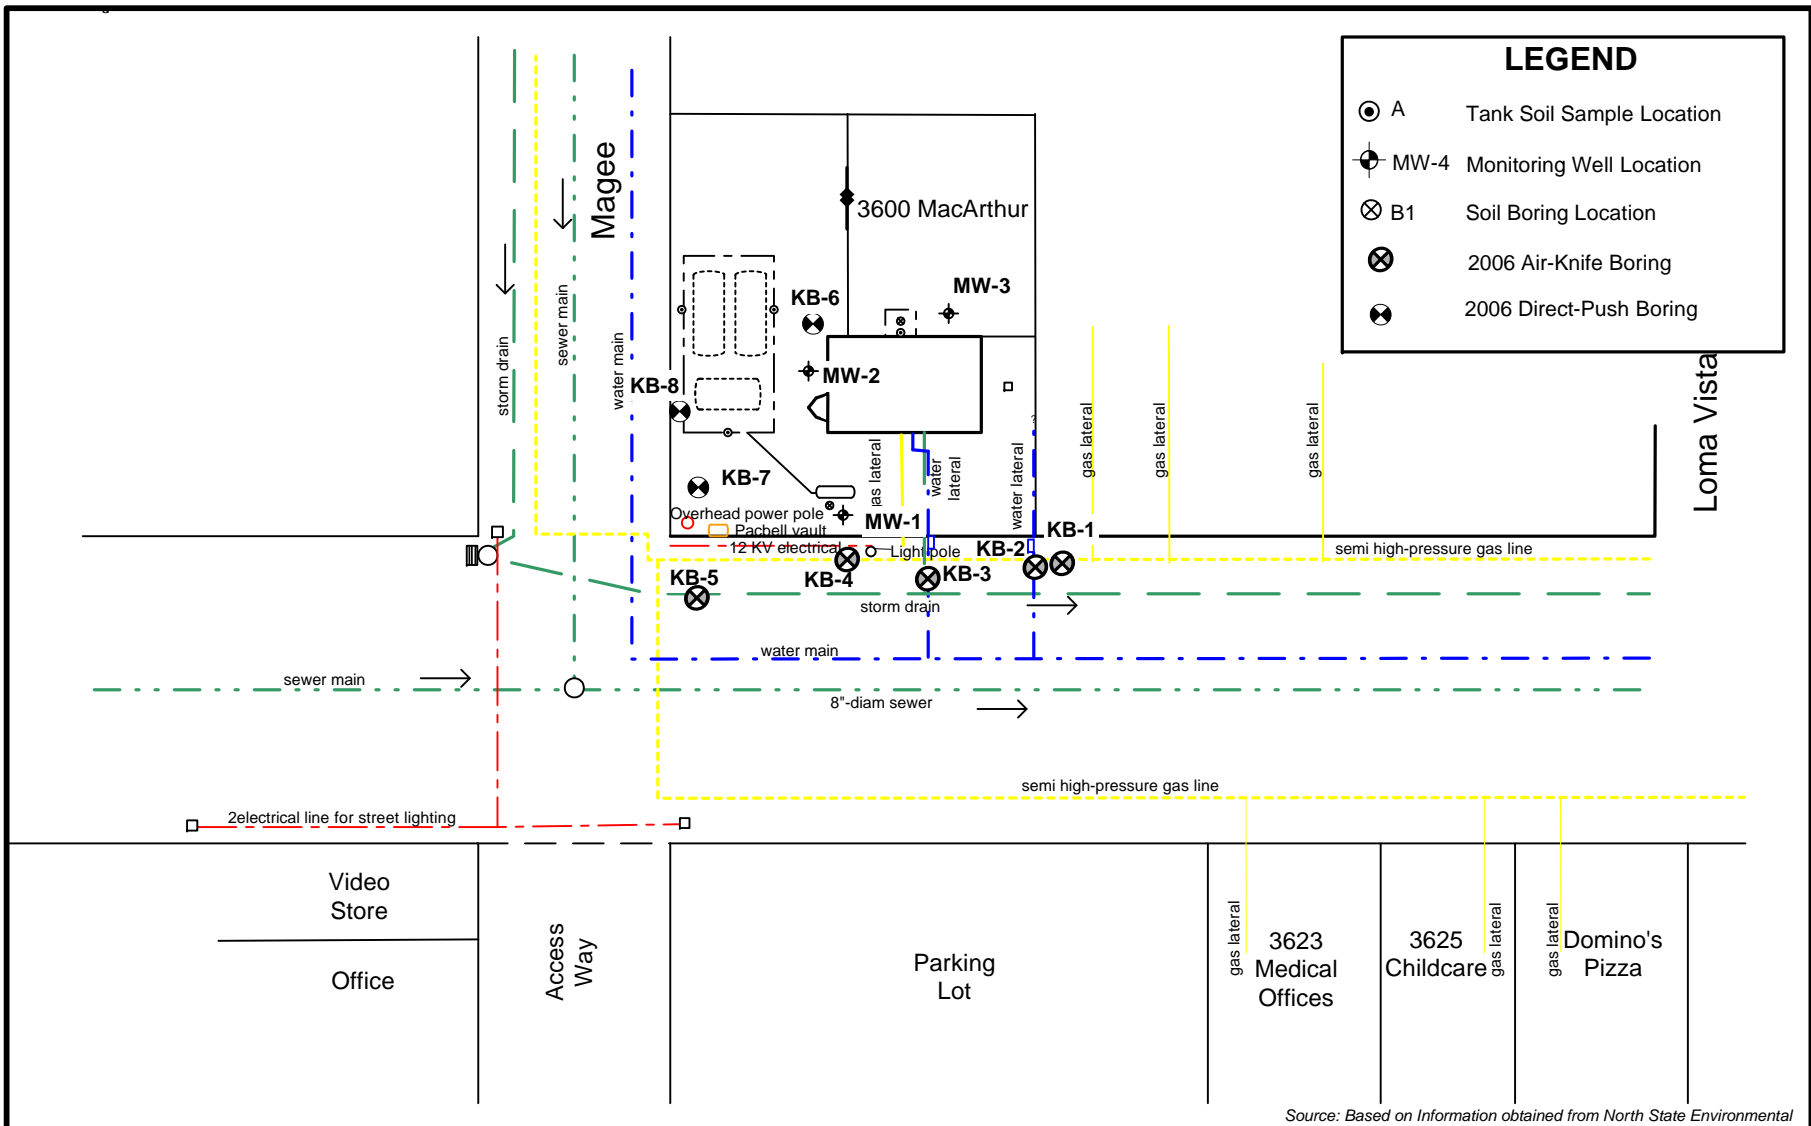 LEGEND
A Tank Soil Sample Location
MW-4 Monitoring Well Location
B1 Soil Boring Location
2006 Air-Knife Boring
2006 Direct-Push Boring
Magee
3600 MacArthur
MW-3
KB-6
storm drain
sewer main
water main
MW-2
KB-8
Loma Vista
gas lateral
gas lateral
gas lateral
as lateral
water
lateral
water lateral
KB-7
Overhead power pole
Pacbell vault
12 KV electrical
MW-1
Light pole
KB-1
KB-2
semi high-pressure gas line
KB-4
KB-3
KB-5
storm drain
water main
sewer main
8"-diam sewer
semi high-pressure gas line
2electrical line for street lighting
Video
Store
Office
Access
Way
Parking
Lot
gas lateral
3623
Medical
Offices
3625
Childcare
gas lateral
gas lateral
Domino's
Pizza
Source: Based on Information obtained from North State Environmental